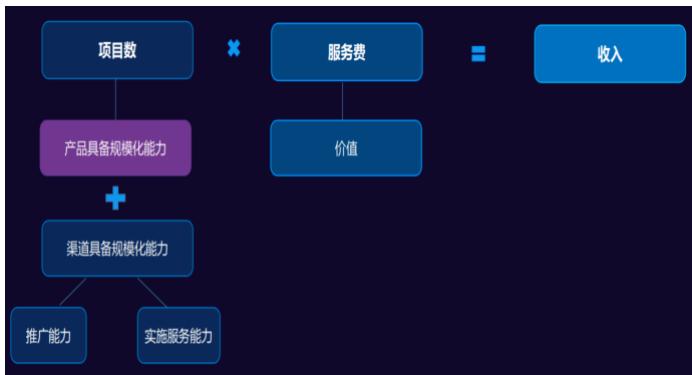 项目数
服务费
收入
产品具备规模化能力
价值
渠道具备规模化能力
推广能力
实施服务能力